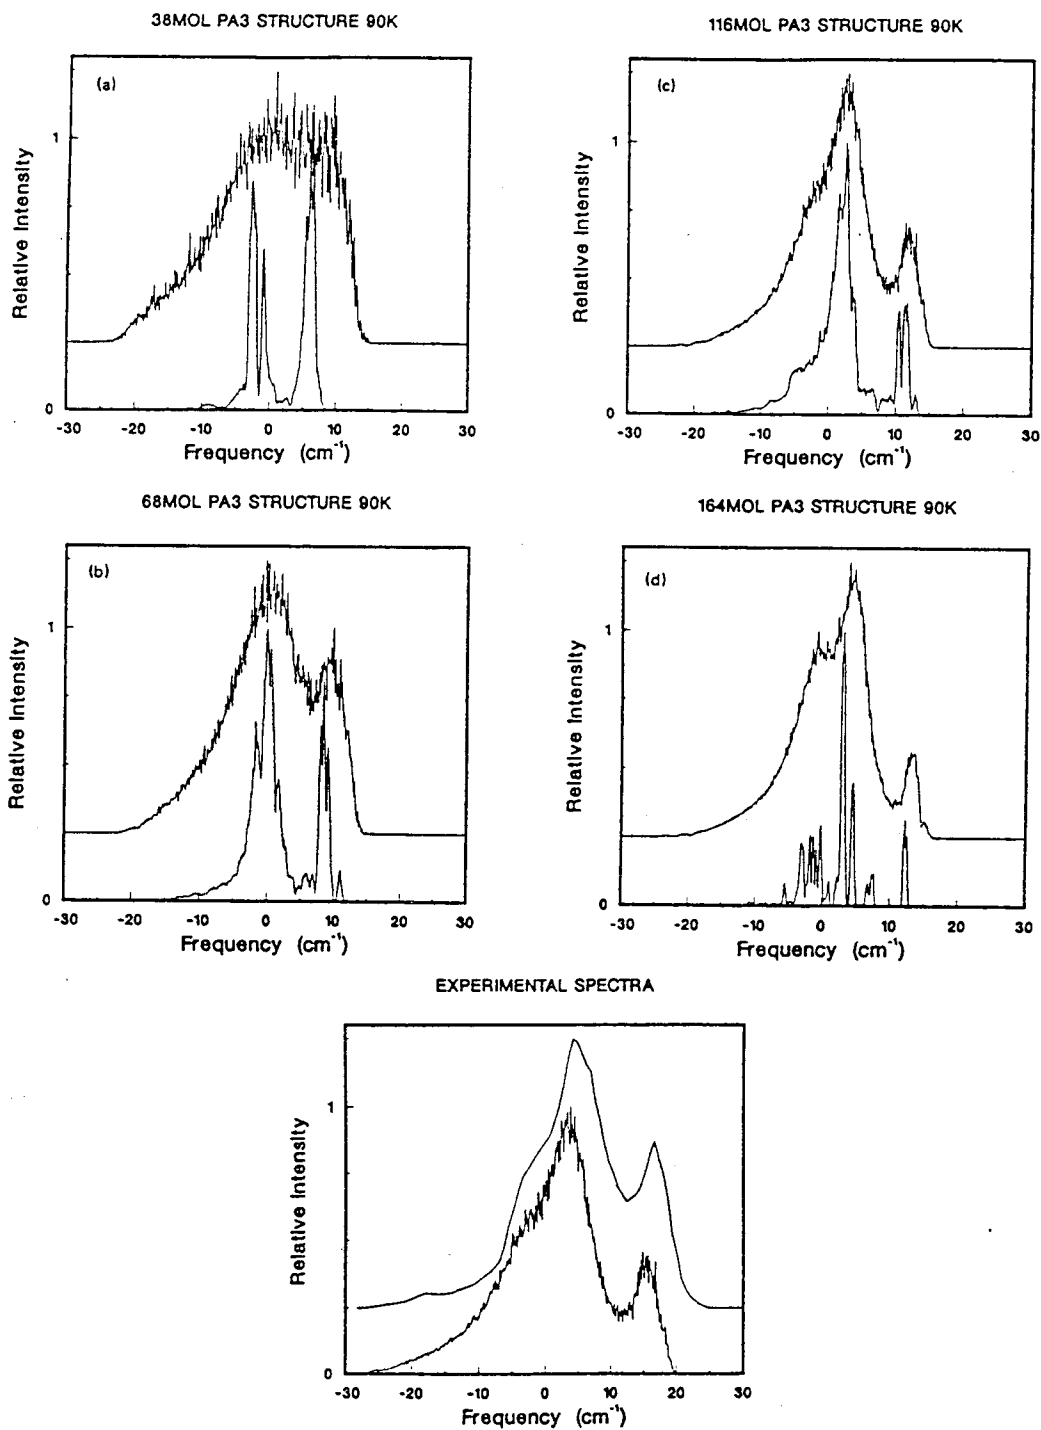 38MOL PA3 STRUCTURE 90K
(a)
1
0
Relative Intensity
-30 -20 -10 0 10 20 30
Frequency (cm⁻¹)
116MOL PA3 STRUCTURE 90K
(c)
1
0
Relative Intensity
-30 -20 -10 0 10 20 30
Frequency (cm⁻¹)
68MOL PA3 STRUCTURE 90K
(b)
1
0
Relative Intensity
-30 -20 -10 0 10 20 30
Frequency (cm⁻¹)
164MOL PA3 STRUCTURE 90K
(d)
1
0
Relative Intensity
-30 -20 -10 0 10 20 30
Frequency (cm⁻¹)
EXPERIMENTAL SPECTRA
1
0
Relative Intensity
-30 -20 -10 0 10 20 30
Frequency (cm⁻¹)